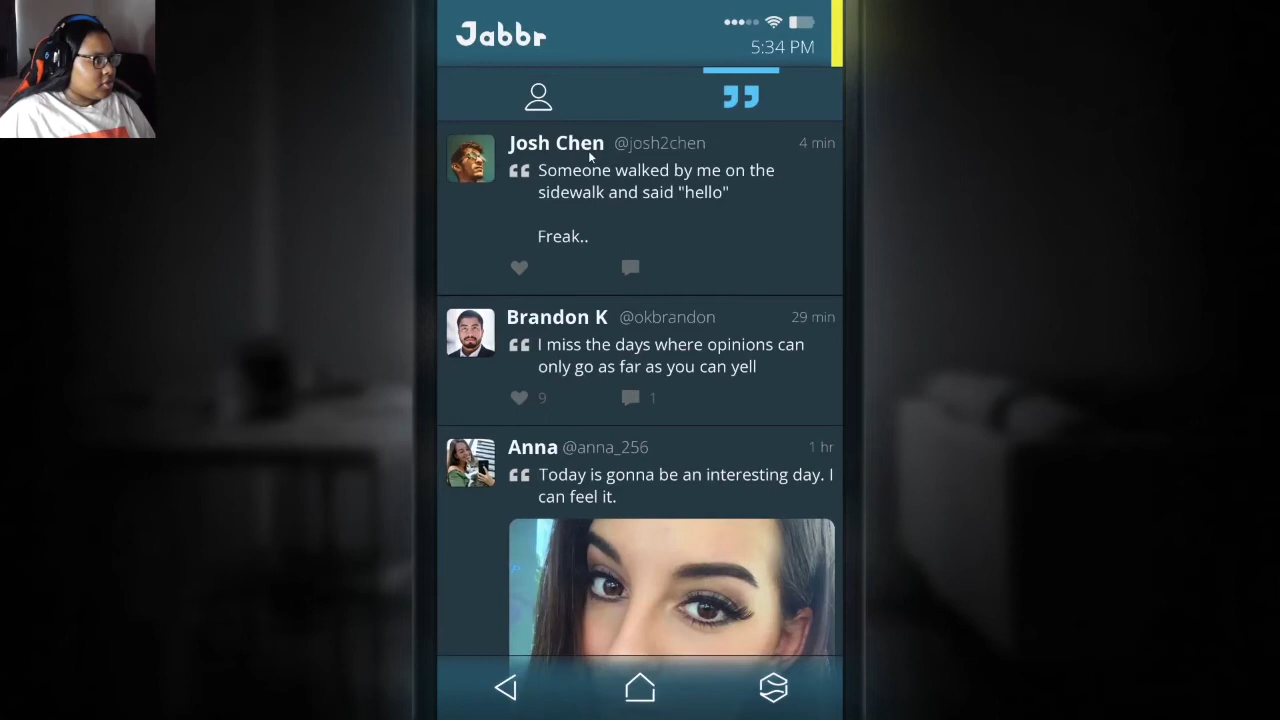 Jabbr
5:34 PM
Josh Chen @josh2chen 4 min
Someone walked by me on the
sidewalk and said "hello"
Freak..
Brandon K @okbrandon 29 min
I miss the days where opinions can
only go as far as you can yell
9 1
Anna @anna_256 1 hr
Today is gonna be an interesting day. I
can feel it.